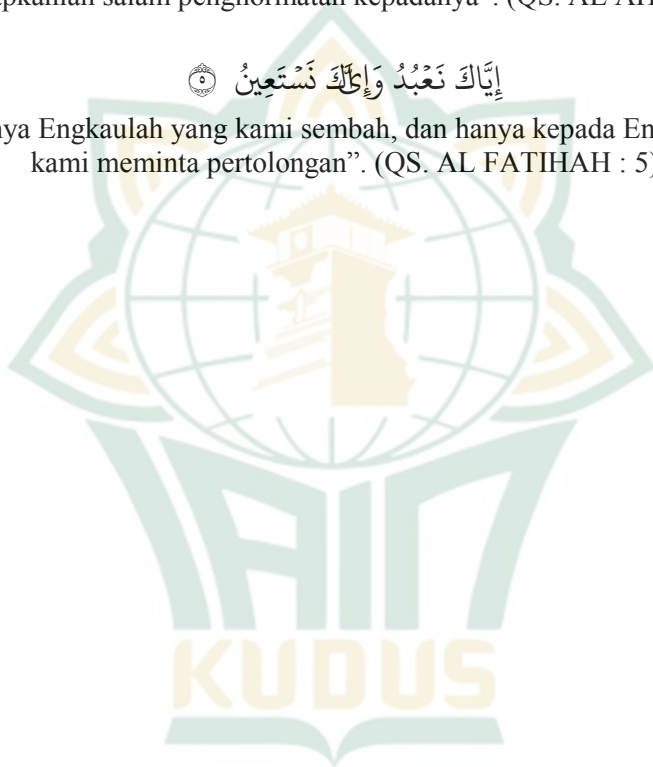 salam penghormatan kepadanya”. (QS. AL
إِيَّاكَ نَعْبُدُ وَإِيَّاكَ نَسْتَعِينُ ۝٥
Engkaulah yang kami sembah, dan hanya kepada
kami meminta pertolongan”. (QS. AL FATIHAH : 5)
IAIN
KUDUS